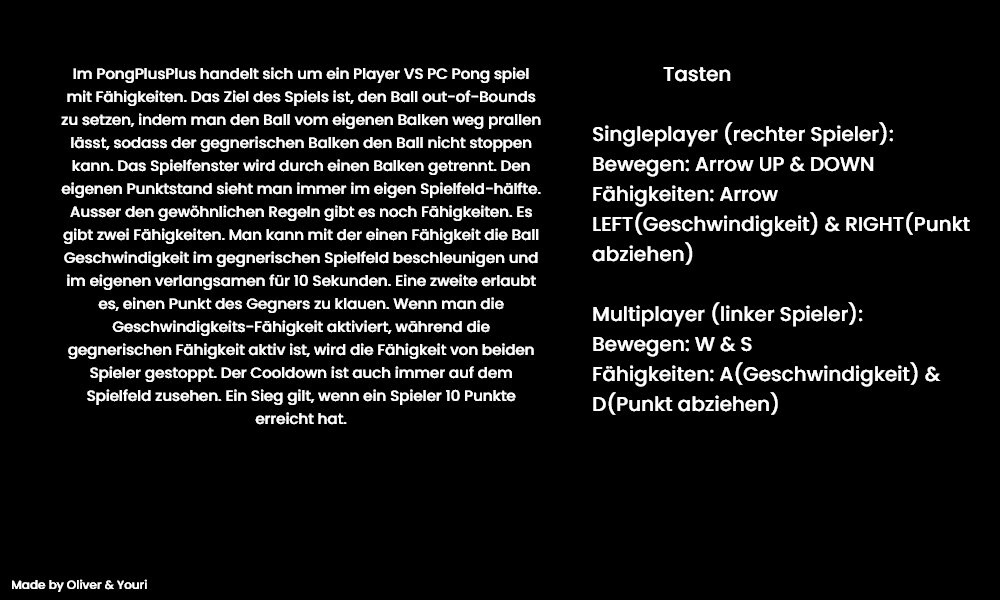 Im PongPlusPlus handelt sich um ein Player VS PC Pong spiel
mit Fähigkeiten. Das Ziel des Spiels ist, den Ball out-of-Bounds
zu setzen, indem man den Ball vom eigenen Balken weg prallen
lässt, sodass der gegnerischen Balken den Ball nicht stoppen
kann. Das Spielfenster wird durch einen Balken getrennt. Den
eigenen Punktstand sieht man immer im eigen Spielfeld-hälfte.
Ausser den gewöhnlichen Regeln gibt es noch Fähigkeiten. Es
gibt zwei Fähigkeiten. Man kann mit der einen Fähigkeit die Ball
Geschwindigkeit im gegnerischen Spielfeld beschleunigen und
im eigenen verlangsamen für 10 Sekunden. Eine zweite erlaubt
es, einen Punkt des Gegners zu klauen. Wenn man die
Geschwindigkeits-Fähigkeit aktiviert, während die
gegnerischen Fähigkeit aktiv ist, wird die Fähigkeit von beiden
Spieler gestoppt. Der Cooldown ist auch immer auf dem
Spielfeld zusehen. Ein Sieg gilt, wenn ein Spieler 10 Punkte
erreicht hat.
Tasten
Singleplayer (rechter Spieler):
Bewegen: Arrow UP & DOWN
Fähigkeiten: Arrow
LEFT(Geschwindigkeit) & RIGHT(Punkt
abziehen)
Multiplayer (linker Spieler):
Bewegen: W & S
Fähigkeiten: A(Geschwindigkeit) &
D(Punkt abziehen)
Made by Oliver & Youri